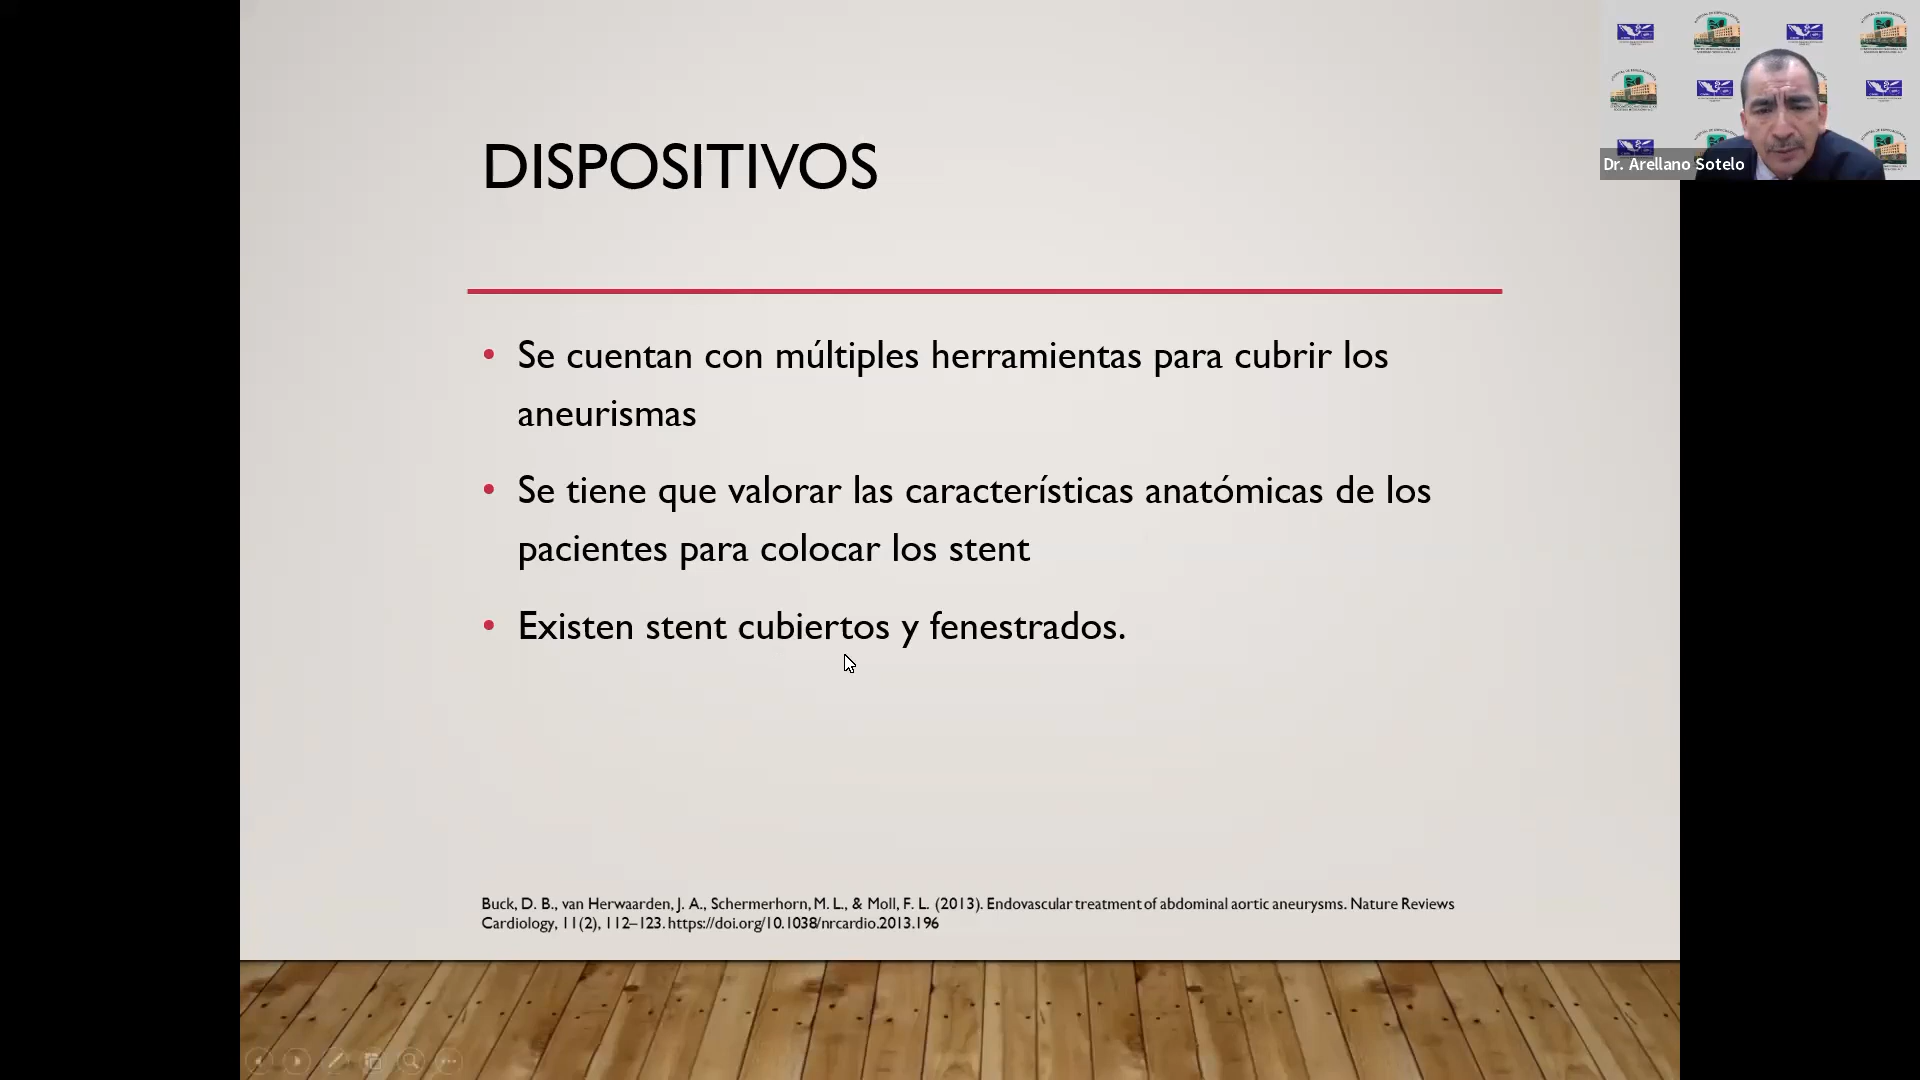 DISPOSITIVOS
• Se cuentan con múltiples herramientas para cubrir los
aneurismas
• Se tiene que valorar las características anatómicas de los
pacientes para colocar los stent
• Existen stent cubiertos y fenestrados.
Buck, D. B., van Herwaarden, J. A., Schermerhorn, M. L., & Moll, F. L. (2013). Endovascular treatment of abdominal aortic aneurysms. Nature Reviews
Cardiology, 11(2), 112–123. https://doi.org/10.1038/nrcardio.2013.196
Dr. Arellano Sotelo